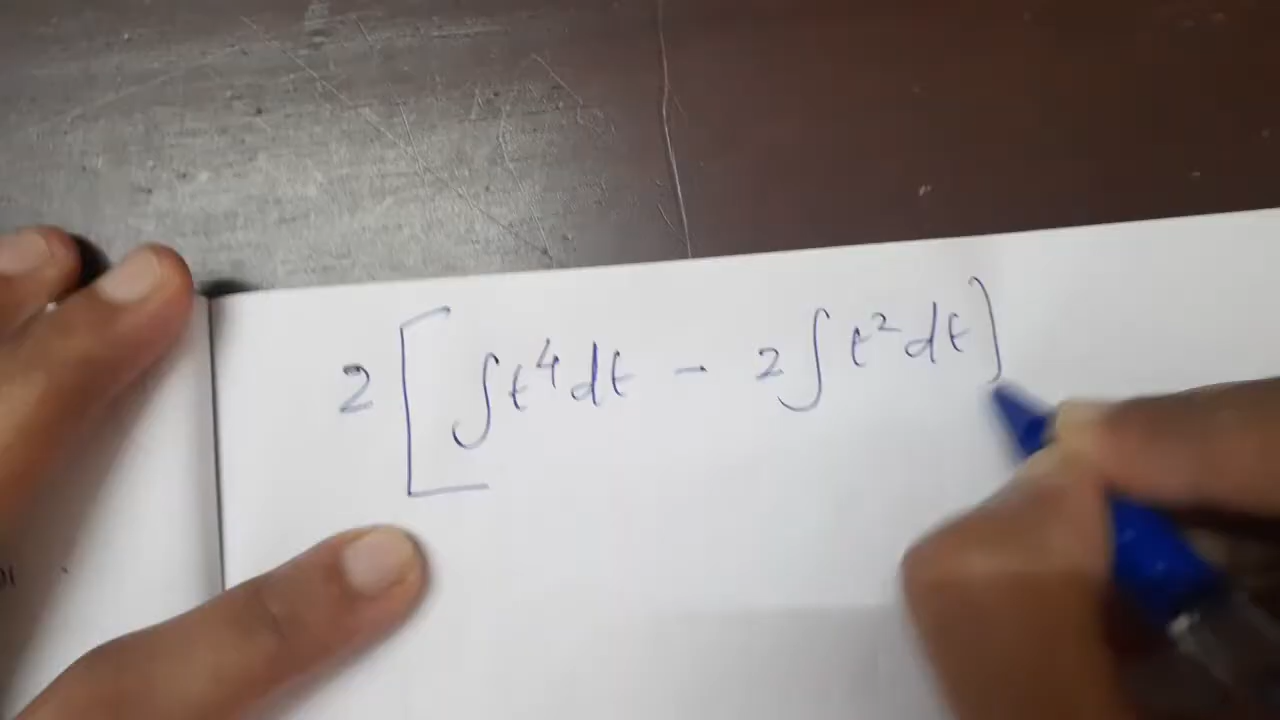 2 [ ∫t⁴dt - 2∫t²dt ]